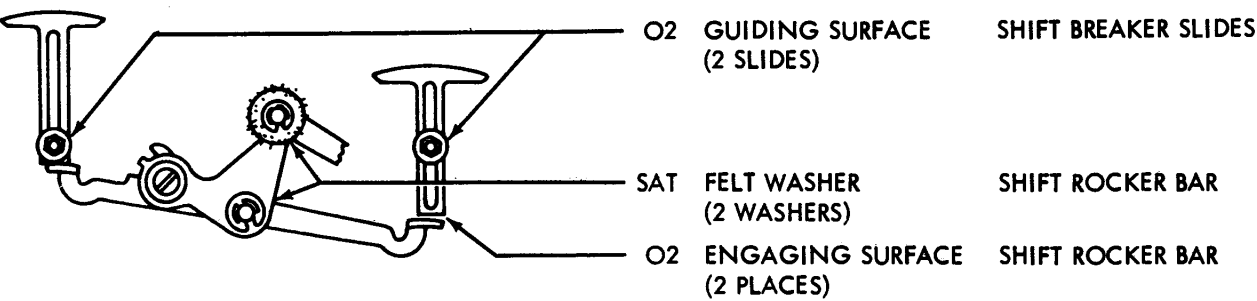 O2 GUIDING SURFACE SHIFT BREAKER SLIDES
(2 SLIDES)
SAT FELT WASHER SHIFT ROCKER BAR
(2 WASHERS)
O2 ENGAGING SURFACE SHIFT ROCKER BAR
(2 PLACES)